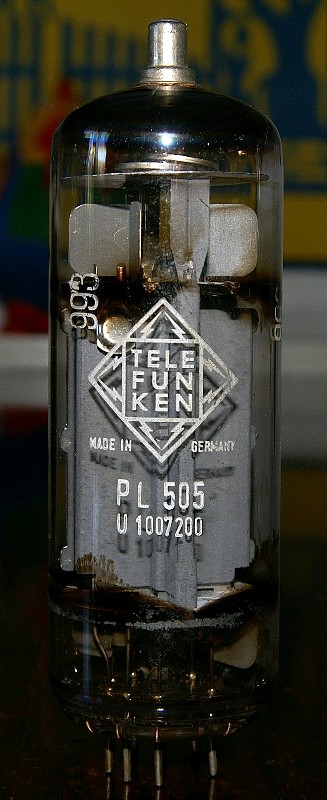 993
TELE
FUN
KEN
MADE IN GERMANY
PL 505
U 1007200